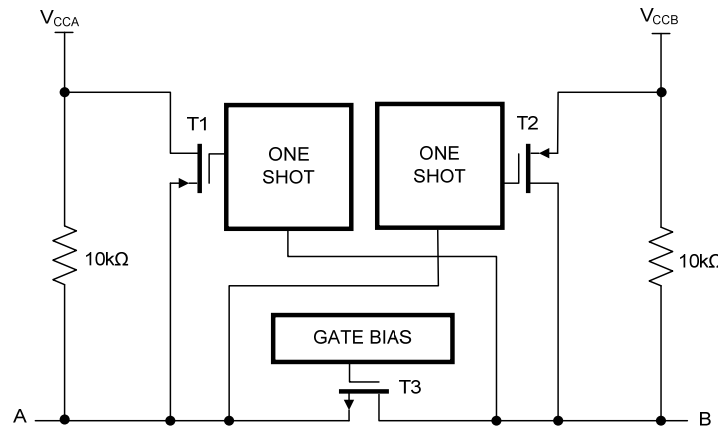 VCCA
VCCB
T1
ONE
SHOT
ONE
SHOT
T2
10kΩ
10kΩ
GATE BIAS
T3
A
B